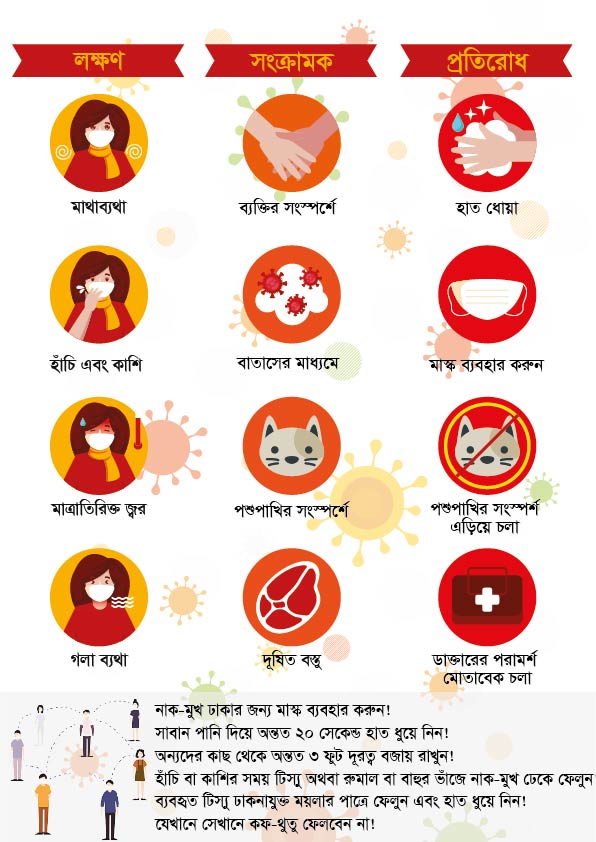 লক্ষণ
সংক্রামক
প্রতিরোধ
মাথাব্যথা
ব্যক্তির সংস্পর্শে
হাত ধোয়া
হাঁচি এবং কাশি
বাতাসের মাধ্যমে
মাস্ক ব্যবহার করুন
মাত্রাতিরিক্ত জ্বর
পশুপাখির সংস্পর্শে
পশুপাখির সংস্পর্শ
এড়িয়ে চলা
গলা ব্যথা
দূষিত বস্তু
ডাক্তারের পরামর্শ
মোতাবেক চলা
নাক-মুখ ঢাকার জন্য মাস্ক ব্যবহার করুন!
সাবান পানি দিয়ে অন্তত ২০ সেকেন্ড হাত ধুয়ে নিন!
অন্যদের কাছ থেকে অন্তত ৩ ফুট দূরত্ব বজায় রাখুন!
হাঁচি বা কাশির সময় টিস্যু অথবা রুমাল বা বাহুর ভাঁজে নাক-মুখ ঢেকে ফেলুন!
ব্যবহৃত টিস্যু ঢাকনাযুক্ত ময়লার পাত্রে ফেলুন এবং হাত ধুয়ে নিন!
যেখানে সেখানে কফ-থুতু ফেলবেন না!